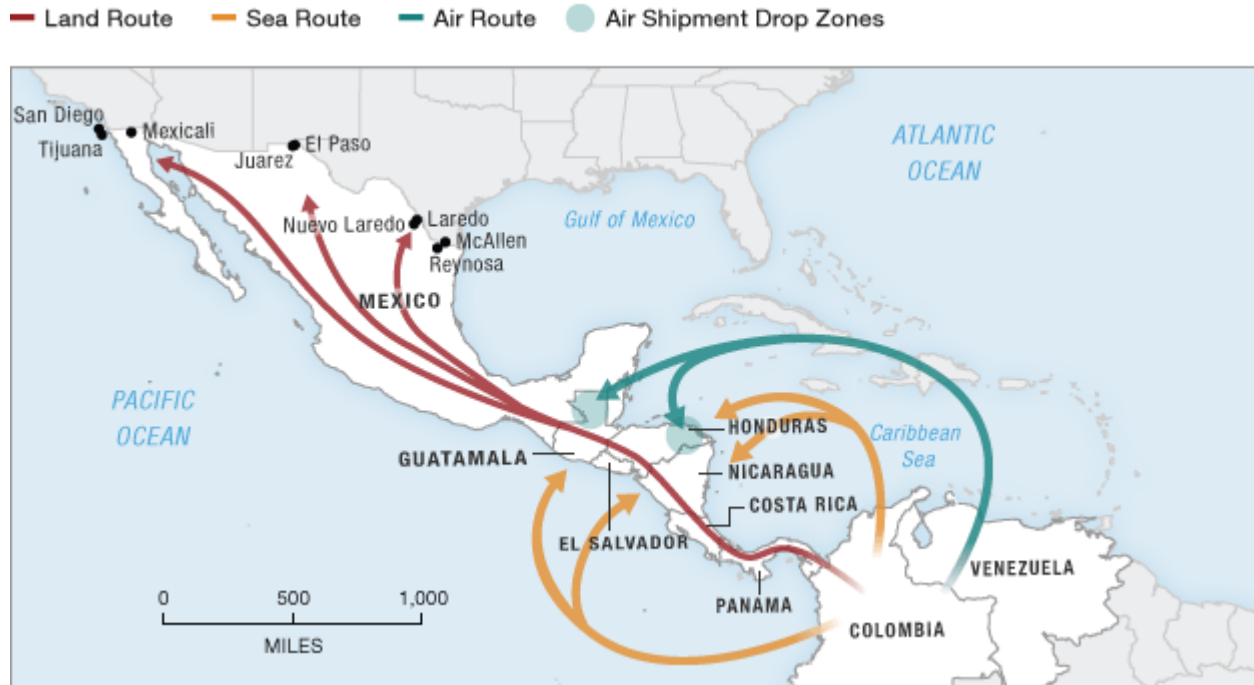 Land Route
Sea Route
Air Route
Air Shipment Drop Zones
San Diego
Tijuana
Mexicali
El Paso
Juarez
Nuevo Laredo
Laredo
McAllen
Reynosa
MEXICO
Gulf of Mexico
ATLANTIC
OCEAN
PACIFIC
OCEAN
GUATAMALA
HONDURAS
Caribbean
Sea
NICARAGUA
COSTA RICA
EL SALVADOR
PANAMA
VENEZUELA
COLOMBIA
0 500 1,000
MILES